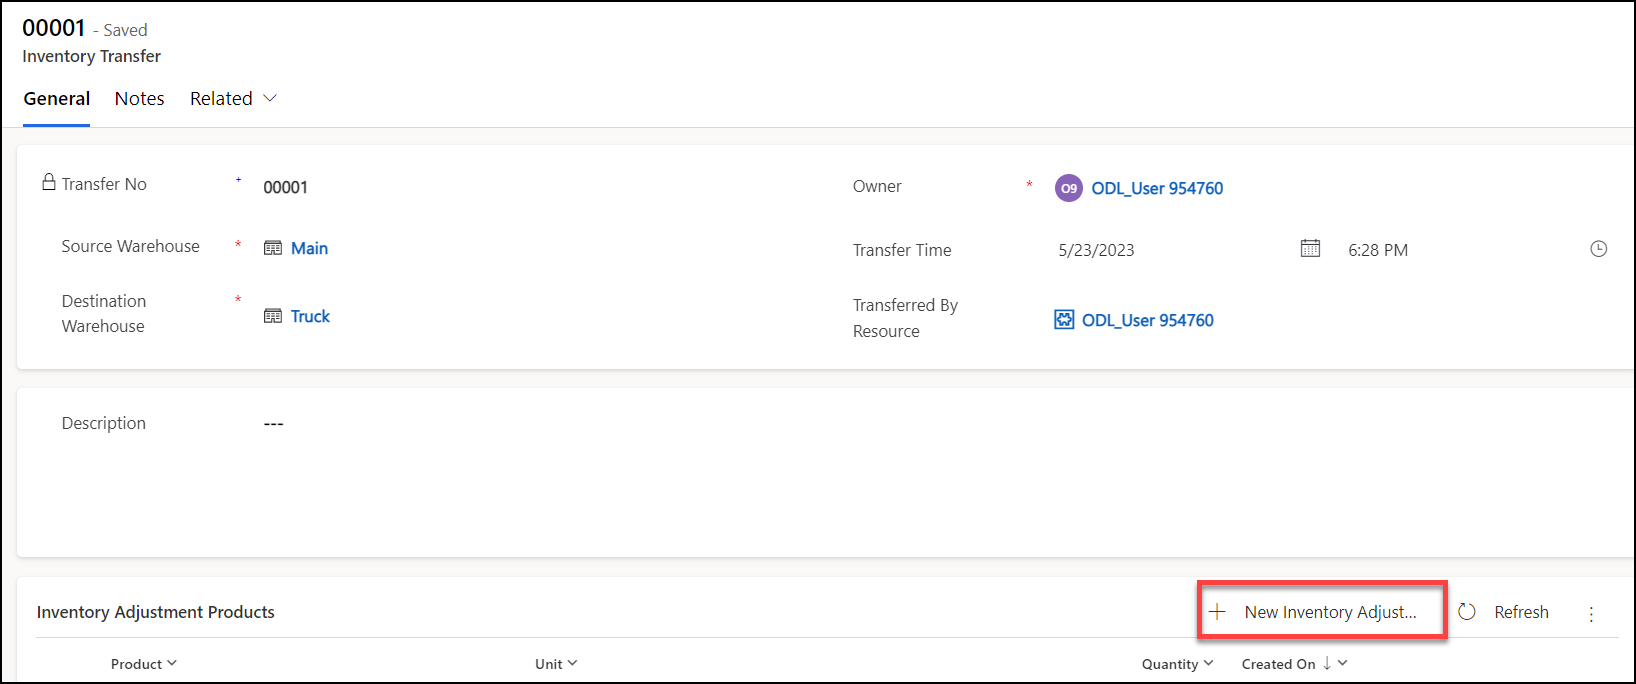 00001 - Saved
Inventory Transfer
General Notes Related
Transfer No + 00001
Source Warehouse * Main
Destination Warehouse * Truck
Owner * O9 ODL_User 954760
Transfer Time 5/23/2023 6:28 PM
Transferred By Resource ODL_User 954760
Description ---
Inventory Adjustment Products
+ New Inventory Adjust... Refresh
Product Unit Quantity Created On ↓